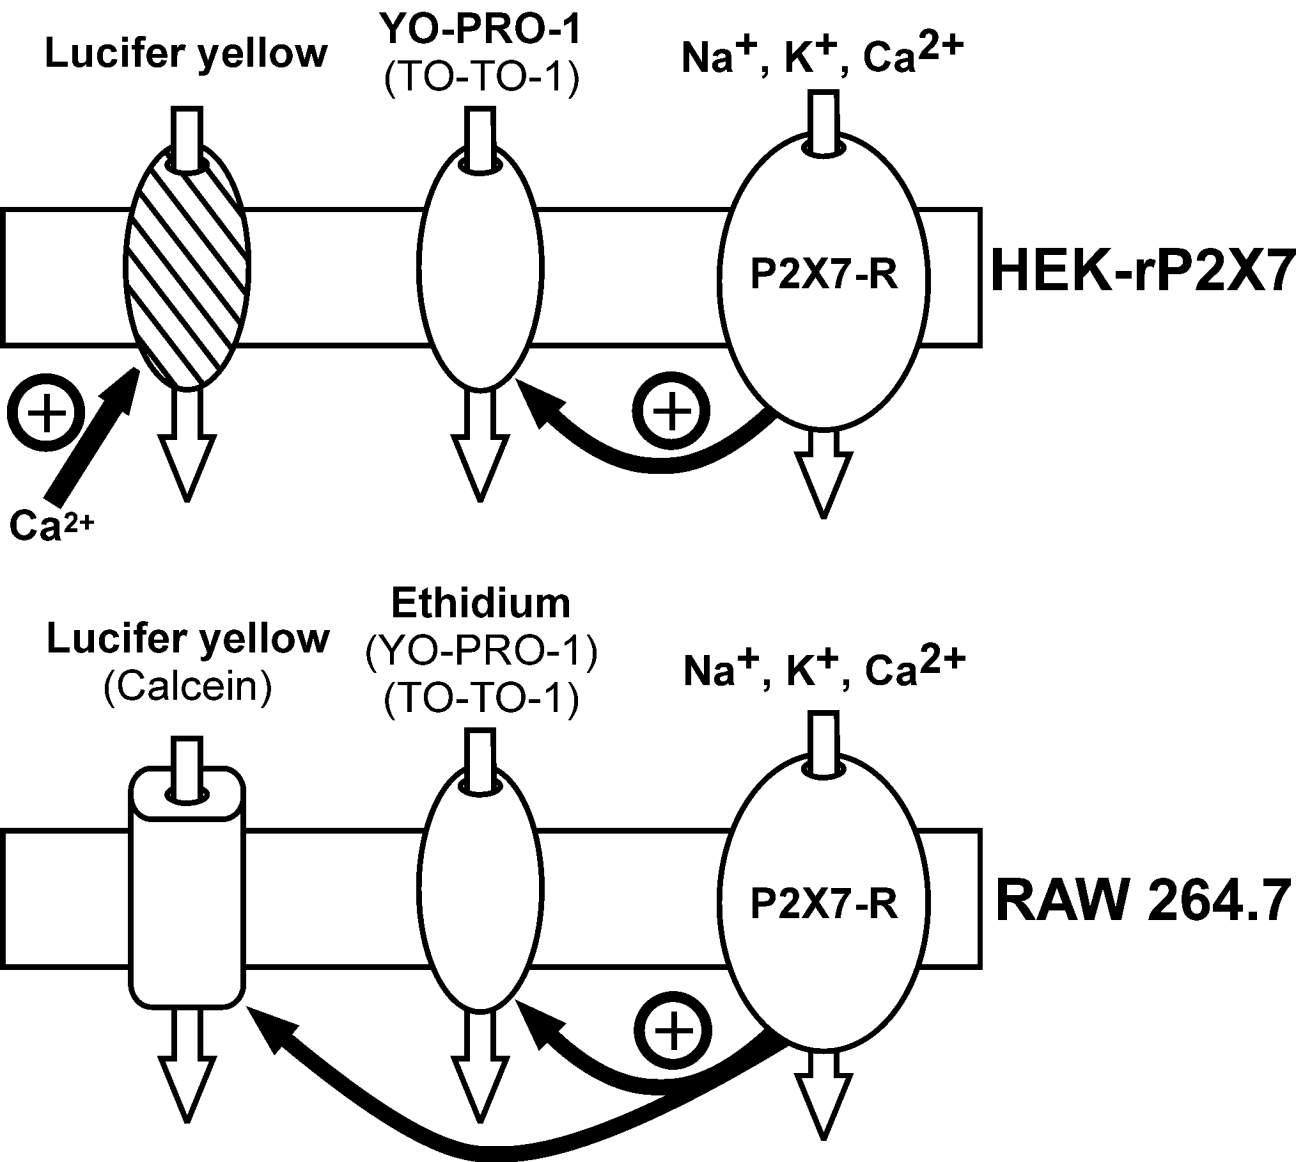 Lucifer yellow
YO-PRO-1
(TO-TO-1)
Na+, K+, Ca2+
P2X7-R
HEK-rP2X7
+
+
Ca2+
Lucifer yellow
(Calcein)
Ethidium
(YO-PRO-1)
(TO-TO-1)
Na+, K+, Ca2+
P2X7-R
RAW 264.7
+